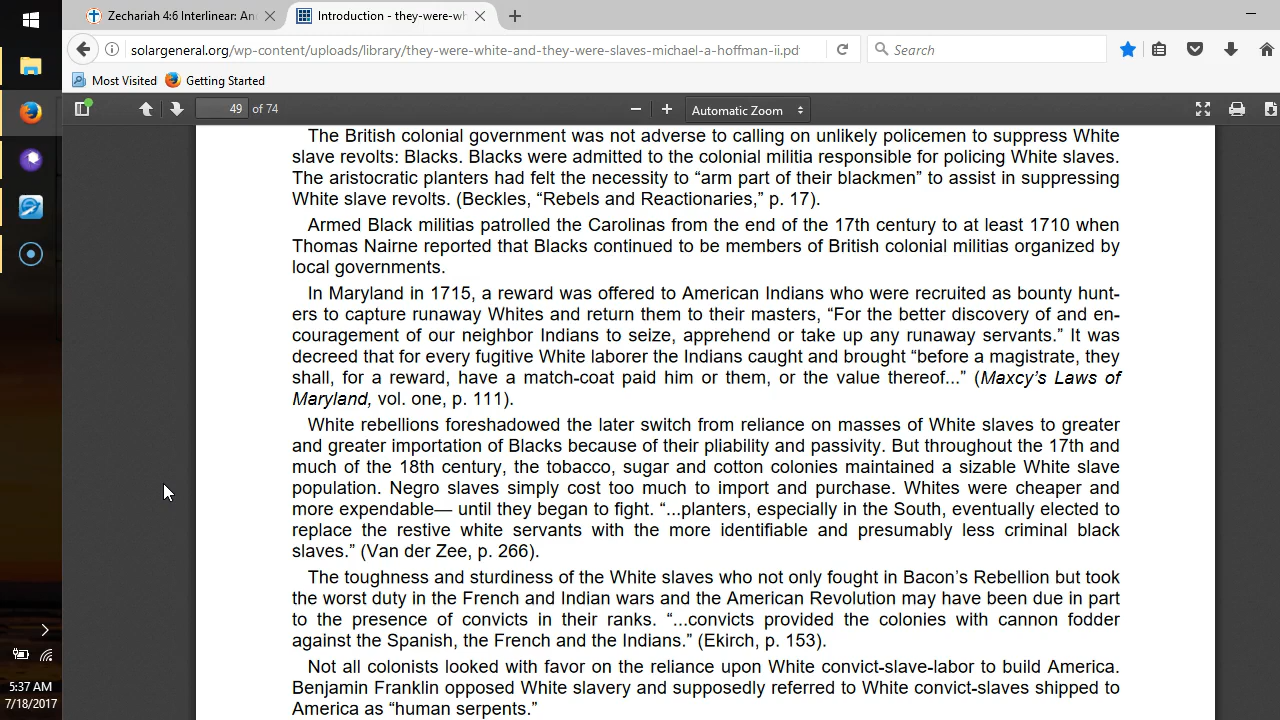 Zechariah 4:6 Interlinear: An
Introduction - they-were-wh
solargeneral.org/wp-content/uploads/library/they-were-white-and-they-were-slaves-michael-a-hoffman-ii.pdf
Search
Most Visited
Getting Started
49 of 74
Automatic Zoom
The British colonial government was not adverse to calling on unlikely policemen to suppress White
slave revolts: Blacks. Blacks were admitted to the colonial militia responsible for policing White slaves.
The aristocratic planters had felt the necessity to “arm part of their blackmen” to assist in suppressing
White slave revolts. (Beckles, “Rebels and Reactionaries,” p. 17).
Armed Black militias patrolled the Carolinas from the end of the 17th century to at least 1710 when
Thomas Nairne reported that Blacks continued to be members of British colonial militias organized by
local governments.
In Maryland in 1715, a reward was offered to American Indians who were recruited as bounty hunt-
ers to capture runaway Whites and return them to their masters, “For the better discovery of and en-
couragement of our neighbor Indians to seize, apprehend or take up any runaway servants.” It was
decreed that for every fugitive White laborer the Indians caught and brought “before a magistrate, they
shall, for a reward, have a match-coat paid him or them, or the value thereof...” (Maxcy’s Laws of
Maryland, vol. one, p. 111).
White rebellions foreshadowed the later switch from reliance on masses of White slaves to greater
and greater importation of Blacks because of their pliability and passivity. But throughout the 17th and
much of the 18th century, the tobacco, sugar and cotton colonies maintained a sizable White slave
population. Negro slaves simply cost too much to import and purchase. Whites were cheaper and
more expendable— until they began to fight. “...planters, especially in the South, eventually elected to
replace the restive white servants with the more identifiable and presumably less criminal black
slaves.” (Van der Zee, p. 266).
The toughness and sturdiness of the White slaves who not only fought in Bacon’s Rebellion but took
the worst duty in the French and Indian wars and the American Revolution may have been due in part
to the presence of convicts in their ranks. “...convicts provided the colonies with cannon fodder
against the Spanish, the French and the Indians.” (Ekirch, p. 153).
Not all colonists looked with favor on the reliance upon White convict-slave-labor to build America.
Benjamin Franklin opposed White slavery and supposedly referred to White convict-slaves shipped to
America as “human serpents.”
5:37 AM
7/18/2017